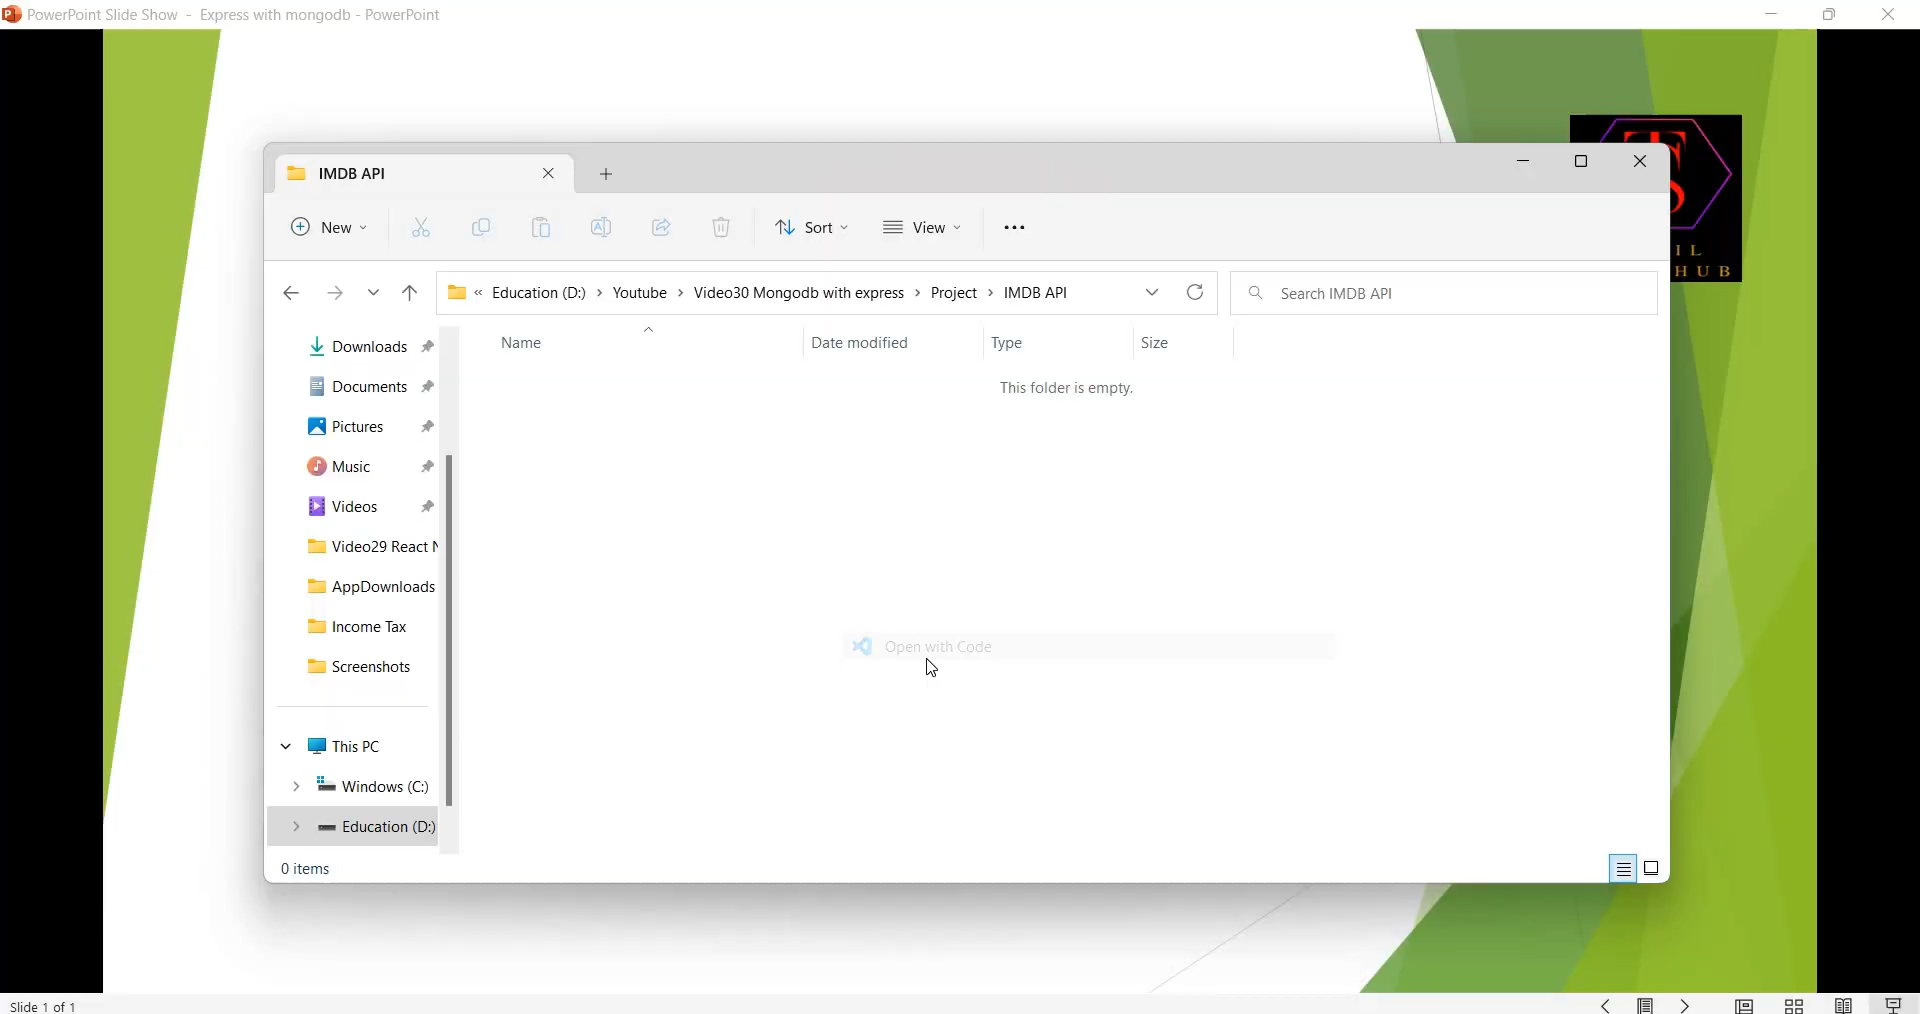 PowerPoint Slide Show - Express with mongodb - PowerPoint
IMDB API
New
Sort
View
« Education (D:) > Youtube > Video30 Mongodb with express > Project > IMDB API
Search IMDB API
Name
Date modified
Type
Size
This folder is empty.
Downloads
Documents
Pictures
Music
Videos
Video29 React
AppDownloads
Income Tax
Screenshots
This PC
Windows (C:)
Education (D:)
Open with Code
0 items
I L
H U B
Slide 1 of 1